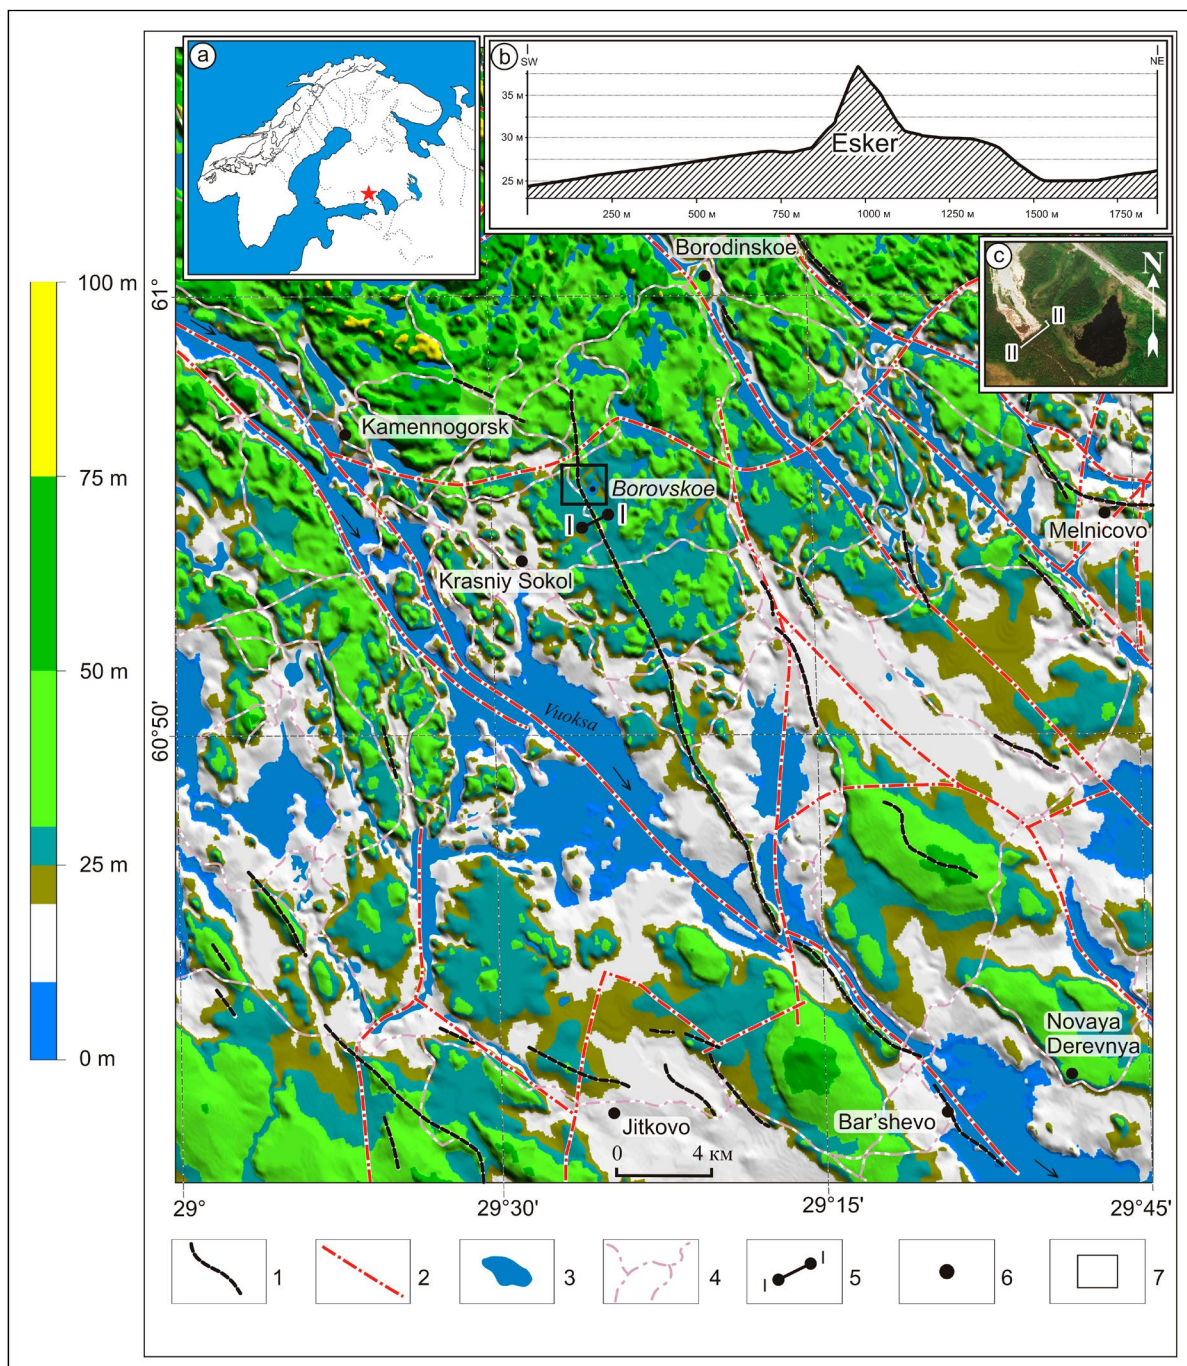 a
b
SW
NE
35 м
30 м
25 м
Esker
250 м
500 м
750 м
1000 м
1250 м
1500 м
1750 м
c
N
II
II
61°
60°50'
100 m
75 m
50 m
25 m
0 m
Borodinskoe
Kamennogorsk
Borovskoe
I
I
Melnicovo
Krasniy Sokol
Vuoksa
Novaya
Derevnya
Jitkovo
Bar'shevo
0
4 км
29°
29°30'
29°15'
29°45'
1
2
3
4
I
I
5
6
7